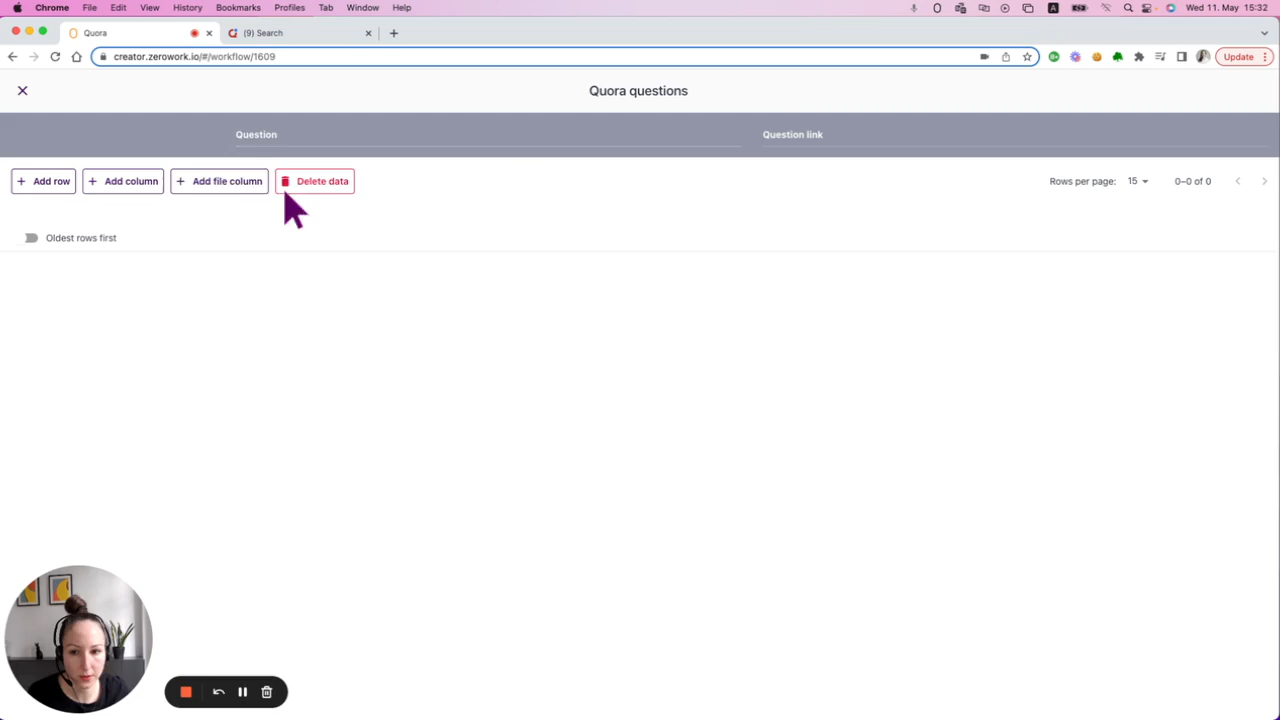 Chrome File Edit View History Bookmarks Profiles Tab Window Help A Wed 11. May 15:32
Quora (9) Search
creator.zerowork.io/#/workflow/1609 Update
Quora questions
Question Question link
Add row Add column Add file column Delete data Rows per page: 15 0–0 of 0
Oldest rows first